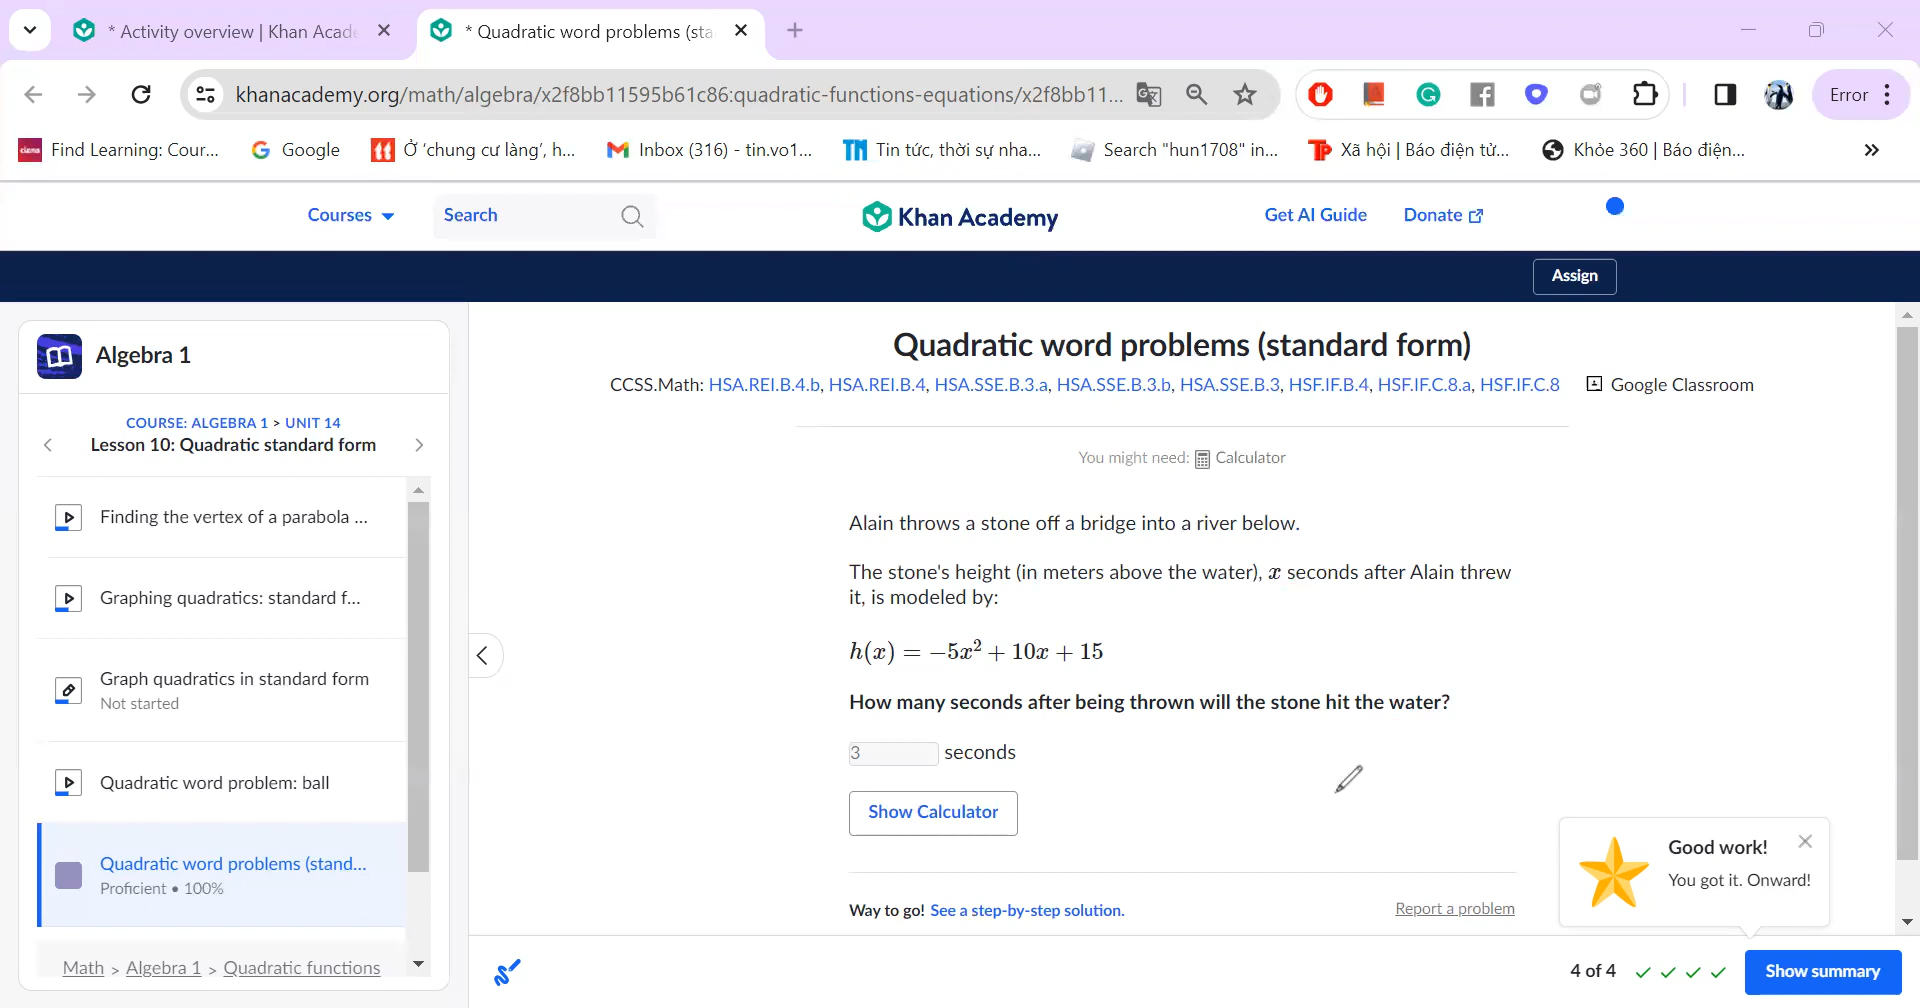 * Activity overview | Khan Acade
* Quadratic word problems (sta
khanacademy.org/math/algebra/x2f8bb11595b61c86:quadratic-functions-equations/x2f8bb11...
Error
Find Learning: Cour...
Google
Ở ‘chung cư làng’, h...
Inbox (316) - tin.vo1...
Tin tức, thời sự nha...
Search "hun1708" in...
Xã hội | Báo điện tử...
Khỏe 360 | Báo điện...
Courses
Search
Khan Academy
Get AI Guide
Donate
Assign
Algebra 1
COURSE: ALGEBRA 1 > UNIT 14
Lesson 10: Quadratic standard form
Finding the vertex of a parabola ...
Graphing quadratics: standard f...
Graph quadratics in standard form
Not started
Quadratic word problem: ball
Quadratic word problems (stand...
Proficient • 100%
Math > Algebra 1 > Quadratic functions
Quadratic word problems (standard form)
CCSS.Math: HSA.REI.B.4.b, HSA.REI.B.4, HSA.SSE.B.3.a, HSA.SSE.B.3.b, HSA.SSE.B.3, HSF.IF.B.4, HSF.IF.C.8.a, HSF.IF.C.8
Google Classroom
You might need: Calculator
Alain throws a stone off a bridge into a river below.
The stone's height (in meters above the water), x seconds after Alain threw
it, is modeled by:
h(x) = −5x² + 10x + 15
How many seconds after being thrown will the stone hit the water?
3 seconds
Show Calculator
Way to go! See a step-by-step solution.
Report a problem
Good work!
You got it. Onward!
4 of 4
Show summary